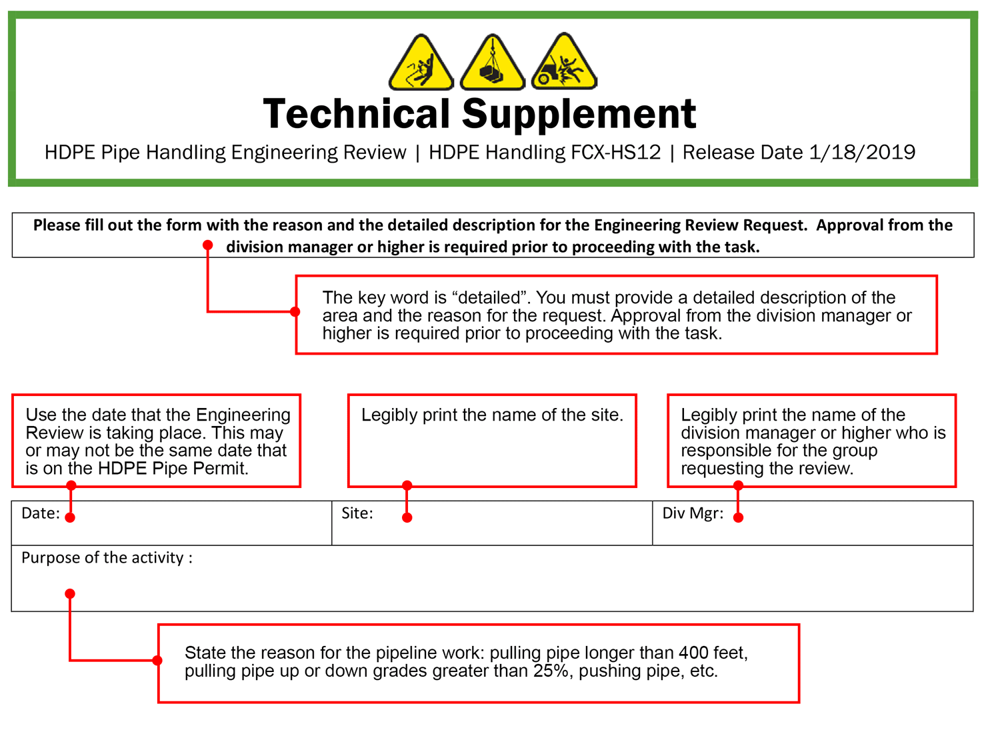 Technical Supplement
HDPE Pipe Handling Engineering Review | HDPE Handling FCX-HS12 | Release Date 1/18/2019
Please fill out the form with the reason and the detailed description for the Engineering Review Request.  Approval from the
division manager or higher is required prior to proceeding with the task.
The key word is “detailed”. You must provide a detailed description of the
area and the reason for the request. Approval from the division manager or
higher is required prior to proceeding with the task.
Use the date that the Engineering
Review is taking place. This may
or may not be the same date that
is on the HDPE Pipe Permit.
Legibly print the name of the site.
Legibly print the name of the
division manager or higher who is
responsible for the group
requesting the review.
Date:
Site:
Div Mgr:
Purpose of the activity :
State the reason for the pipeline work: pulling pipe longer than 400 feet,
pulling pipe up or down grades greater than 25%, pushing pipe, etc.